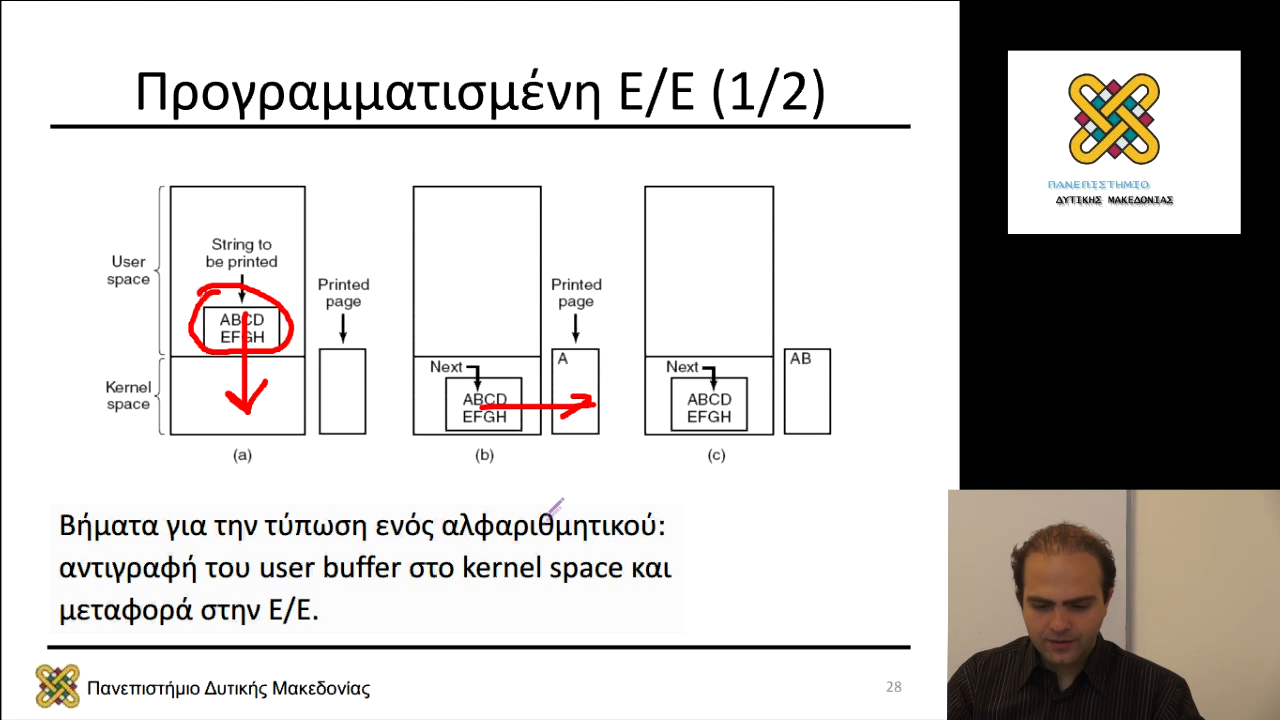 Προγραμματισμένη Ε/Ε (1/2)
ΠΑΝΕΠΙΣΤΗΜΙΟ
ΔΥΤΙΚΗΣ ΜΑΚΕΔΟΝΙΑΣ
User
space
String to
be printed
ABCD
EFGH
Printed
page
Kernel
space
(a)
Printed
page
Next
ABCD
EFGH
A
(b)
Next
ABCD
EFGH
AB
(c)
Βήματα για την τύπωση ενός αλφαριθμητικού:
αντιγραφή του user buffer στο kernel space και
μεταφορά στην Ε/Ε.
Πανεπιστήμιο Δυτικής Μακεδονίας
28